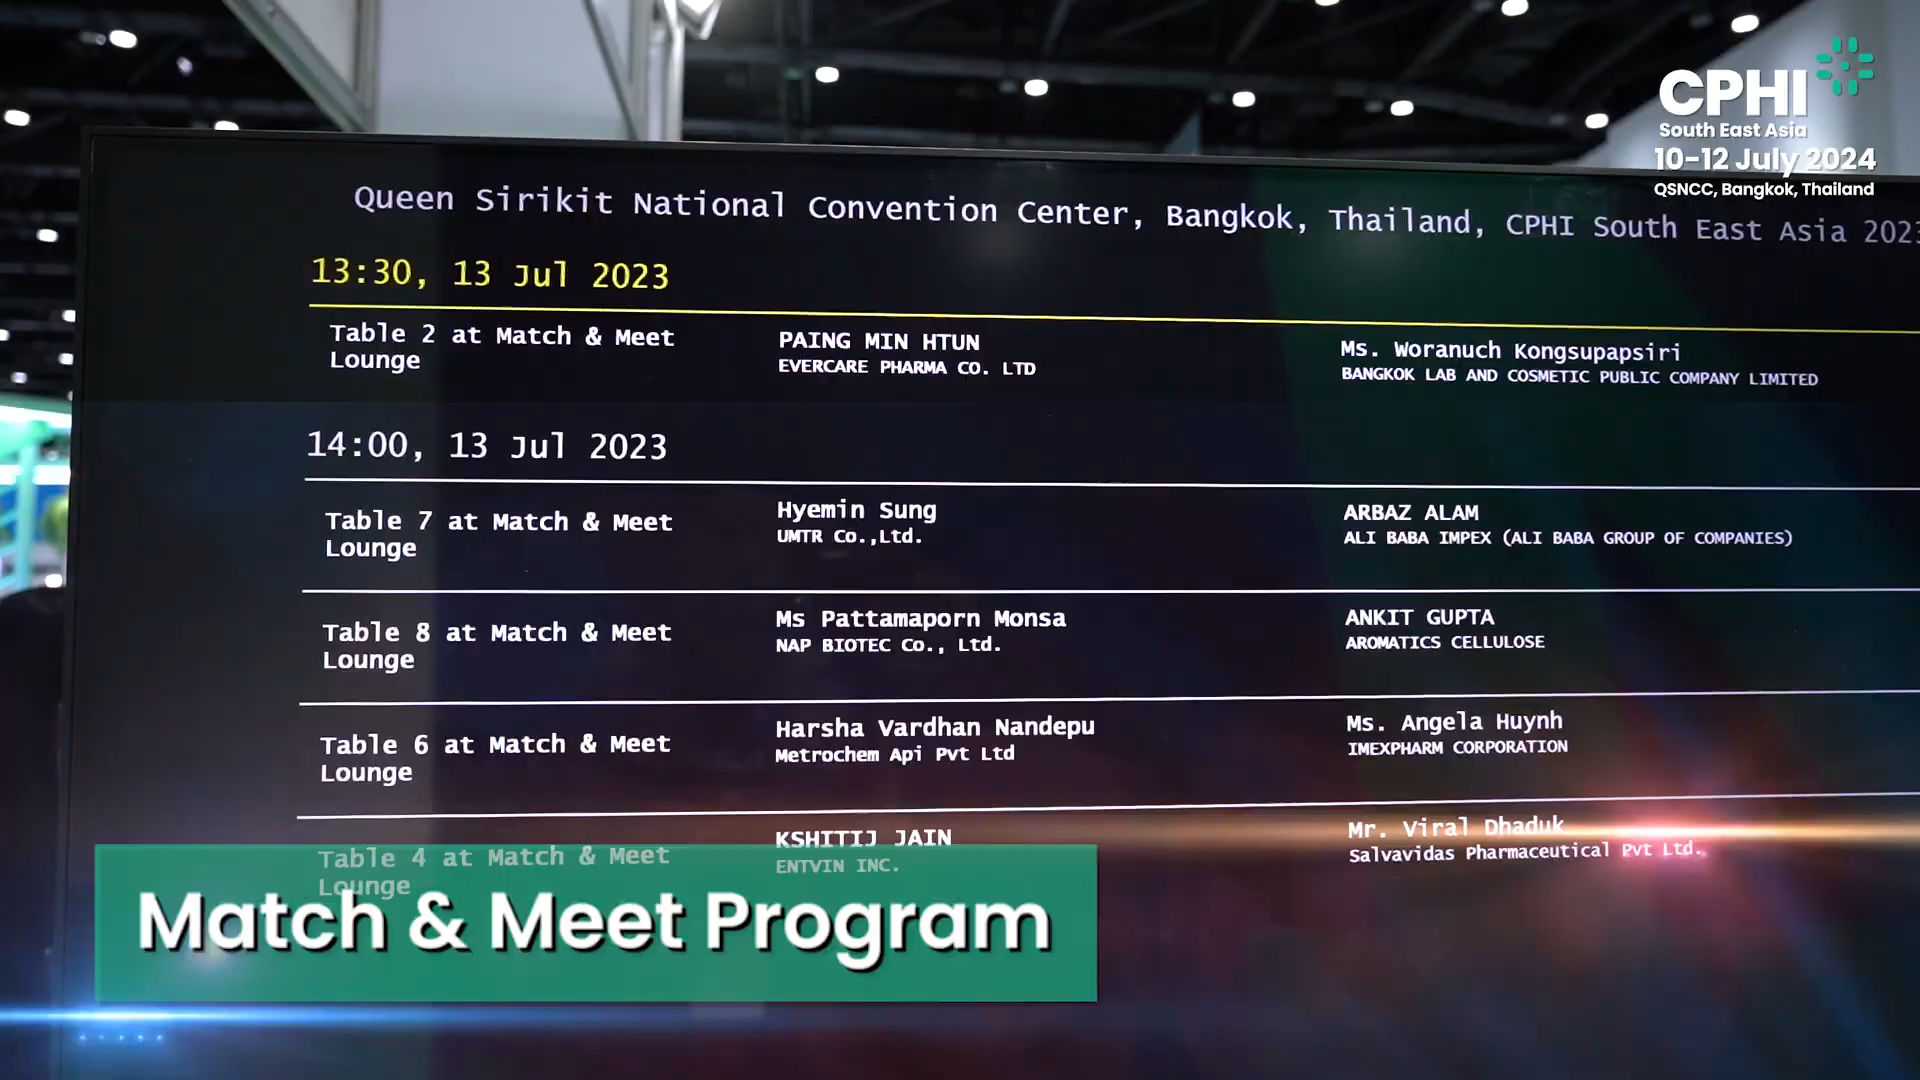 CPHI
South East Asia
10-12 July 2024
QSNCC, Bangkok, Thailand
Queen Sirikit National Convention Center, Bangkok, Thailand, CPHI South East Asia 2023
13:30, 13 Jul 2023
Table 2 at Match & Meet
Lounge
PAING MIN HTUN
EVERCARE PHARMA CO. LTD
Ms. Woranuch Kongsupapsiri
BANGKOK LAB AND COSMETIC PUBLIC COMPANY LIMITED
14:00, 13 Jul 2023
Table 7 at Match & Meet
Lounge
Hyemin Sung
UMTR Co.,Ltd.
ARBAZ ALAM
ALI BABA IMPEX (ALI BABA GROUP OF COMPANIES)
Table 8 at Match & Meet
Lounge
Ms Pattamaporn Monsa
NAP BIOTEC Co., Ltd.
ANKIT GUPTA
AROMATICS CELLULOSE
Table 6 at Match & Meet
Lounge
Harsha Vardhan Nandepu
Metrochem Api Pvt Ltd
Ms. Angela Huynh
IMEXPHARM CORPORATION
Table 4 at Match & Meet
Lounge
KSHITIJ JAIN
ENTVIN INC.
Mr. Viral Dhaduk
Salvavidas Pharmaceutical Pvt Ltd.
Match & Meet Program